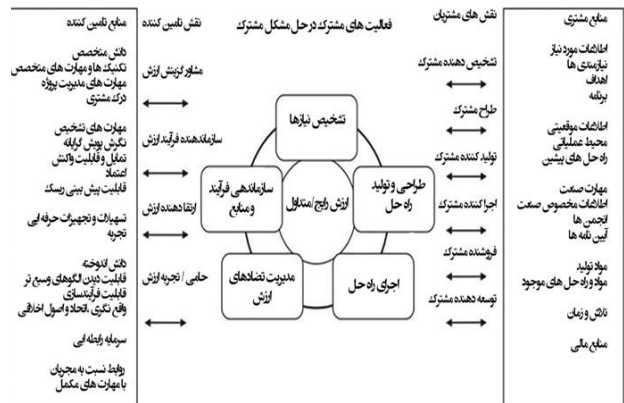 منابع مشتری
اطلاعات مورد نیاز
نیازمندی ها
اهداف
برنامه
اطلاعات موقعیتی
محیط عملیاتی
راه حل های پیشین
مهارت صنعت
اطلاعات مخصوص صنعت
انجمن ها
آیین نامه ها
مواد تولید
مواد و راه حل های موجود
تلاش و زمان
منابع مالی
نقش های مشتریان
تشخیص دهنده مشترک
طراح مشترک
تولید کننده مشترک
اجرا کننده مشترک
فروشنده مشترک
توسعه دهنده مشترک
فعالیت های مشترک در حل مشکل مشترک
تشخیص نیازها
طراحی و تولید
راه حل
اجرای راه حل
مدیریت تضادهای
ارزش
سازماندهی فرآیند
و منابع
ارزش رایج/متداول
نقش تامین کننده
مشاور گزینش ارزش
سازمانده‌نده فرآیند ارزش
ارتقا دهنده ارزش
حامی / تجربه ارزش
منابع تامین کننده
دانش متخصص
تکنیک ها و مهارت های متخصص
مهارت های مدیریت پروژه
درک مشتری
مهارت های تشخیص
نگرش پویش گرایانه
تمایل و قابلیت واکنش
اعتماد
قابلیت پیش بینی ریسک
تسهیلات و تجهیزات حرفه ایی
تجربه
دانش اندوخته
قابلیت دیدن الگوهای وسیع تر
قابلیت فرآیندسازی
واقع نگری ،اتحاد و اصول اخلاقی
سرمایه رابطه ایی
روابط نسبت به مجریان
با مهارت های مکمل